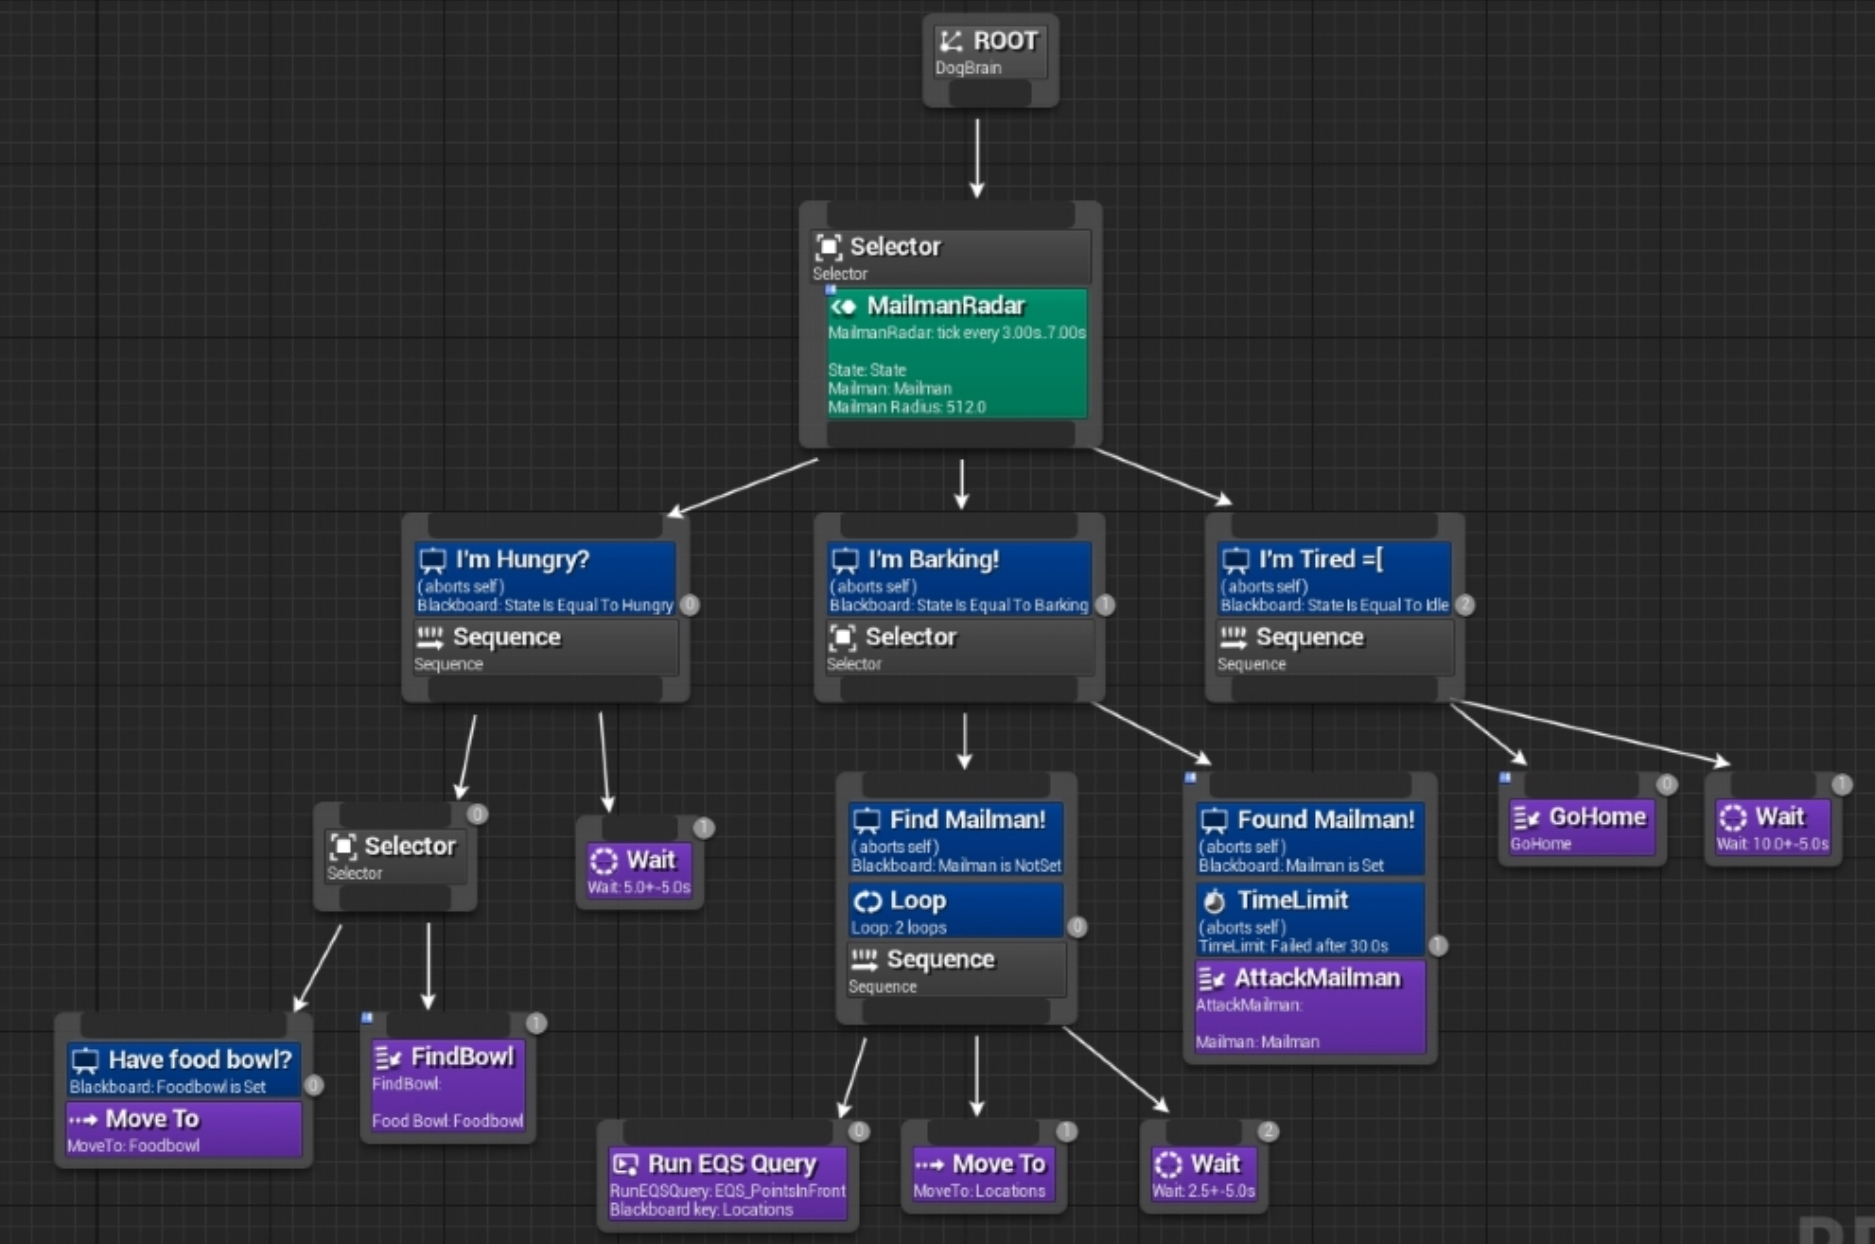 ROOT
DogBrain
Selector
Selector
MailmanRadar
MailmanRadar: tick every 3.00s..7.00s
State: State
Mailman: Mailman
Mailman Radius: 512.0
I'm Hungry?
(aborts self)
Blackboard: State Is Equal To Hungry
0
Sequence
Sequence
I'm Barking!
(aborts self)
Blackboard: State Is Equal To Barking
1
Selector
Selector
I'm Tired =[
(aborts self)
Blackboard: State Is Equal To Idle
2
Sequence
Sequence
0
Selector
Selector
1
Wait
Wait: 5.0+-5.0s
Find Mailman!
(aborts self)
Blackboard: Mailman is NotSet
Loop
Loop: 2 loops
0
Sequence
Sequence
Found Mailman!
(aborts self)
Blackboard: Mailman is Set
TimeLimit
(aborts self)
TimeLimit: Failed after 30.0s
1
AttackMailman
AttackMailman:
Mailman: Mailman
0
GoHome
GoHome
1
Wait
Wait: 10.0+-5.0s
Have food bowl?
Blackboard: Foodbowl is Set
0
Move To
MoveTo: Foodbowl
1
FindBowl
FindBowl:
Food Bowl: Foodbowl
0
Run EQS Query
RunEQSQuery: EQS_PointsInFront
Blackboard key: Locations
1
Move To
MoveTo: Locations
2
Wait
Wait: 2.5+-5.0s